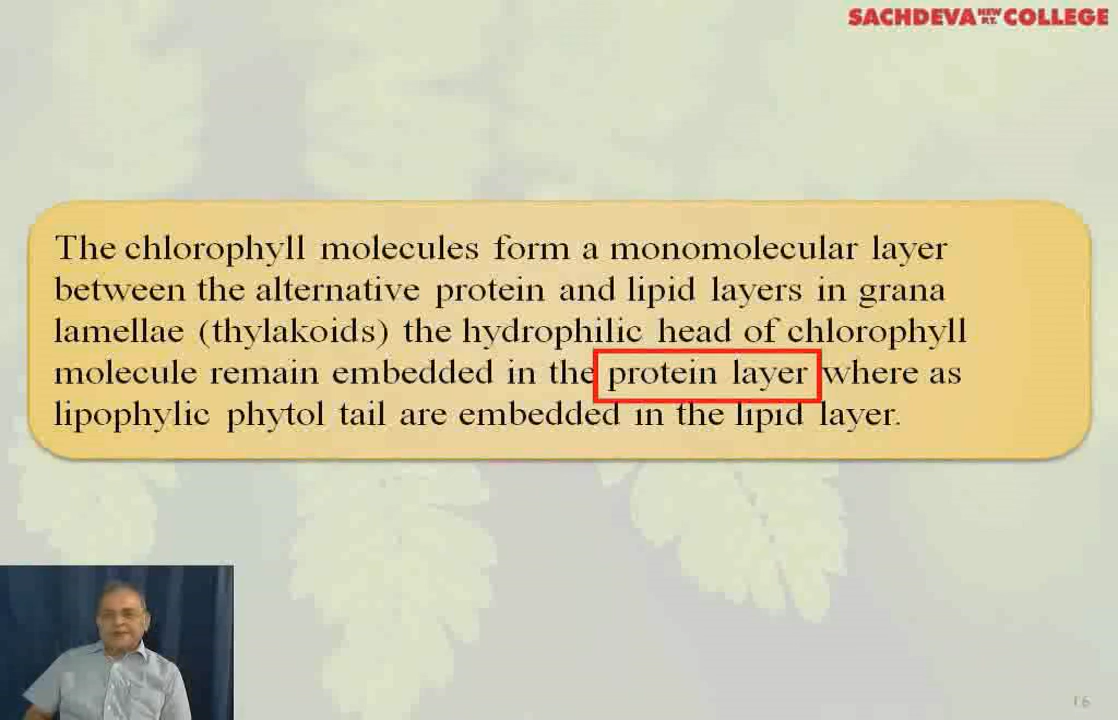 SACHDEVA NEW P.T. COLLEGE
The chlorophyll molecules form a monomolecular layer
between the alternative protein and lipid layers in grana
lamellae (thylakoids) the hydrophilic head of chlorophyll
molecule remain embedded in the protein layer where as
lipophylic phytol tail are embedded in the lipid layer.
16